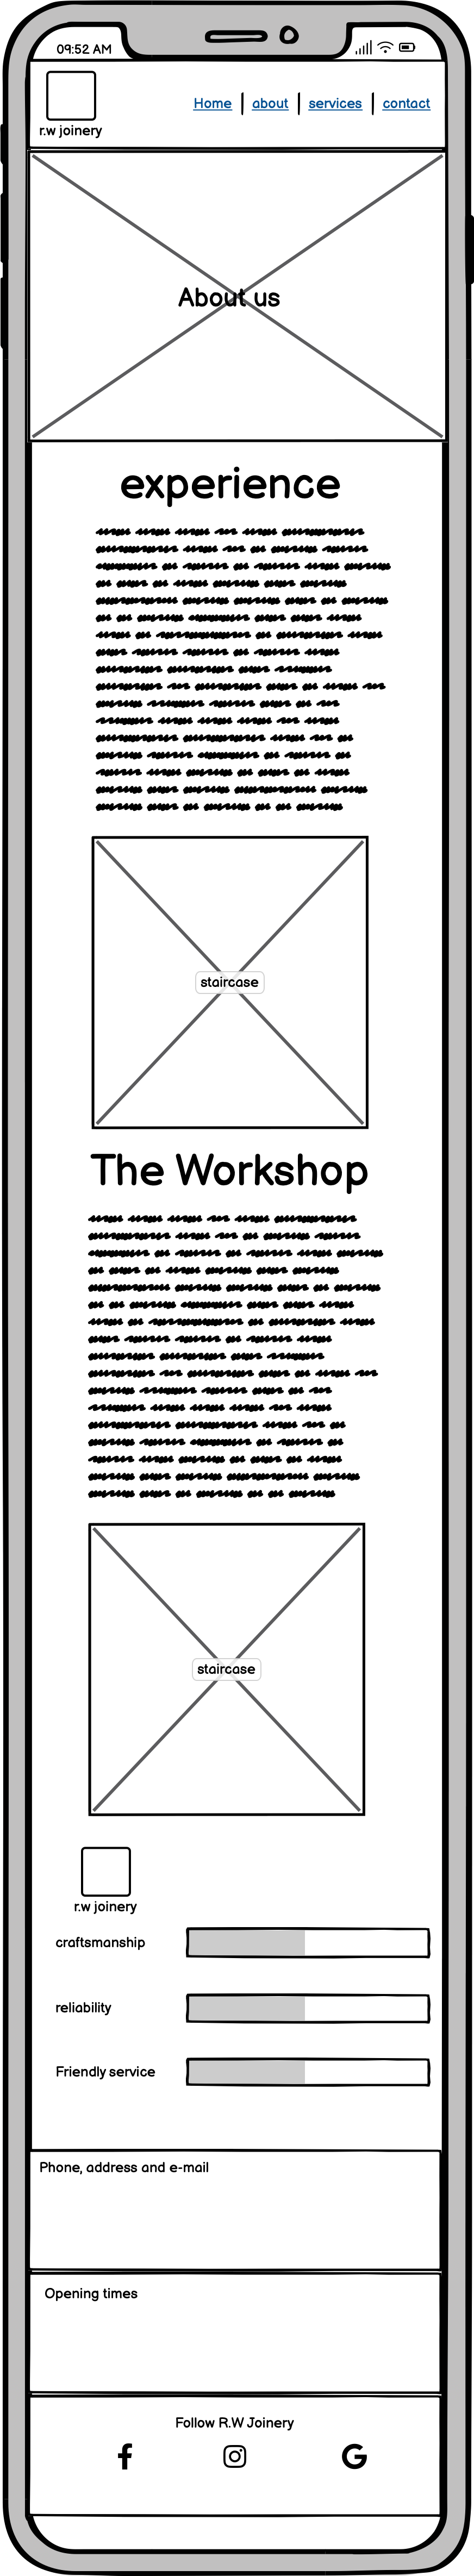 09:52 AM
r.w joinery
Home about services contact
About us
experience
staircase
The Workshop
staircase
r.w joinery
craftsmanship
reliability
Friendly service
Phone, address and e-mail
Opening times
Follow R.W Joinery